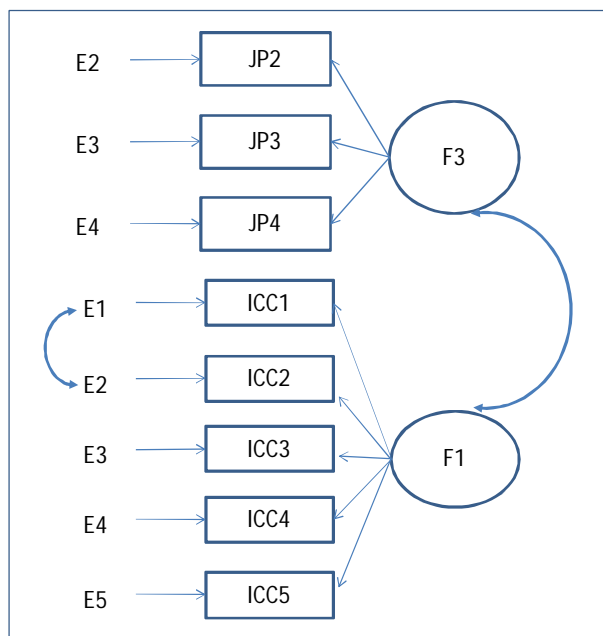 E2 JP2
E3 JP3 F3
E4 JP4
E1 ICC1
E2 ICC2
E3 ICC3 F1
E4 ICC4
E5 ICC5